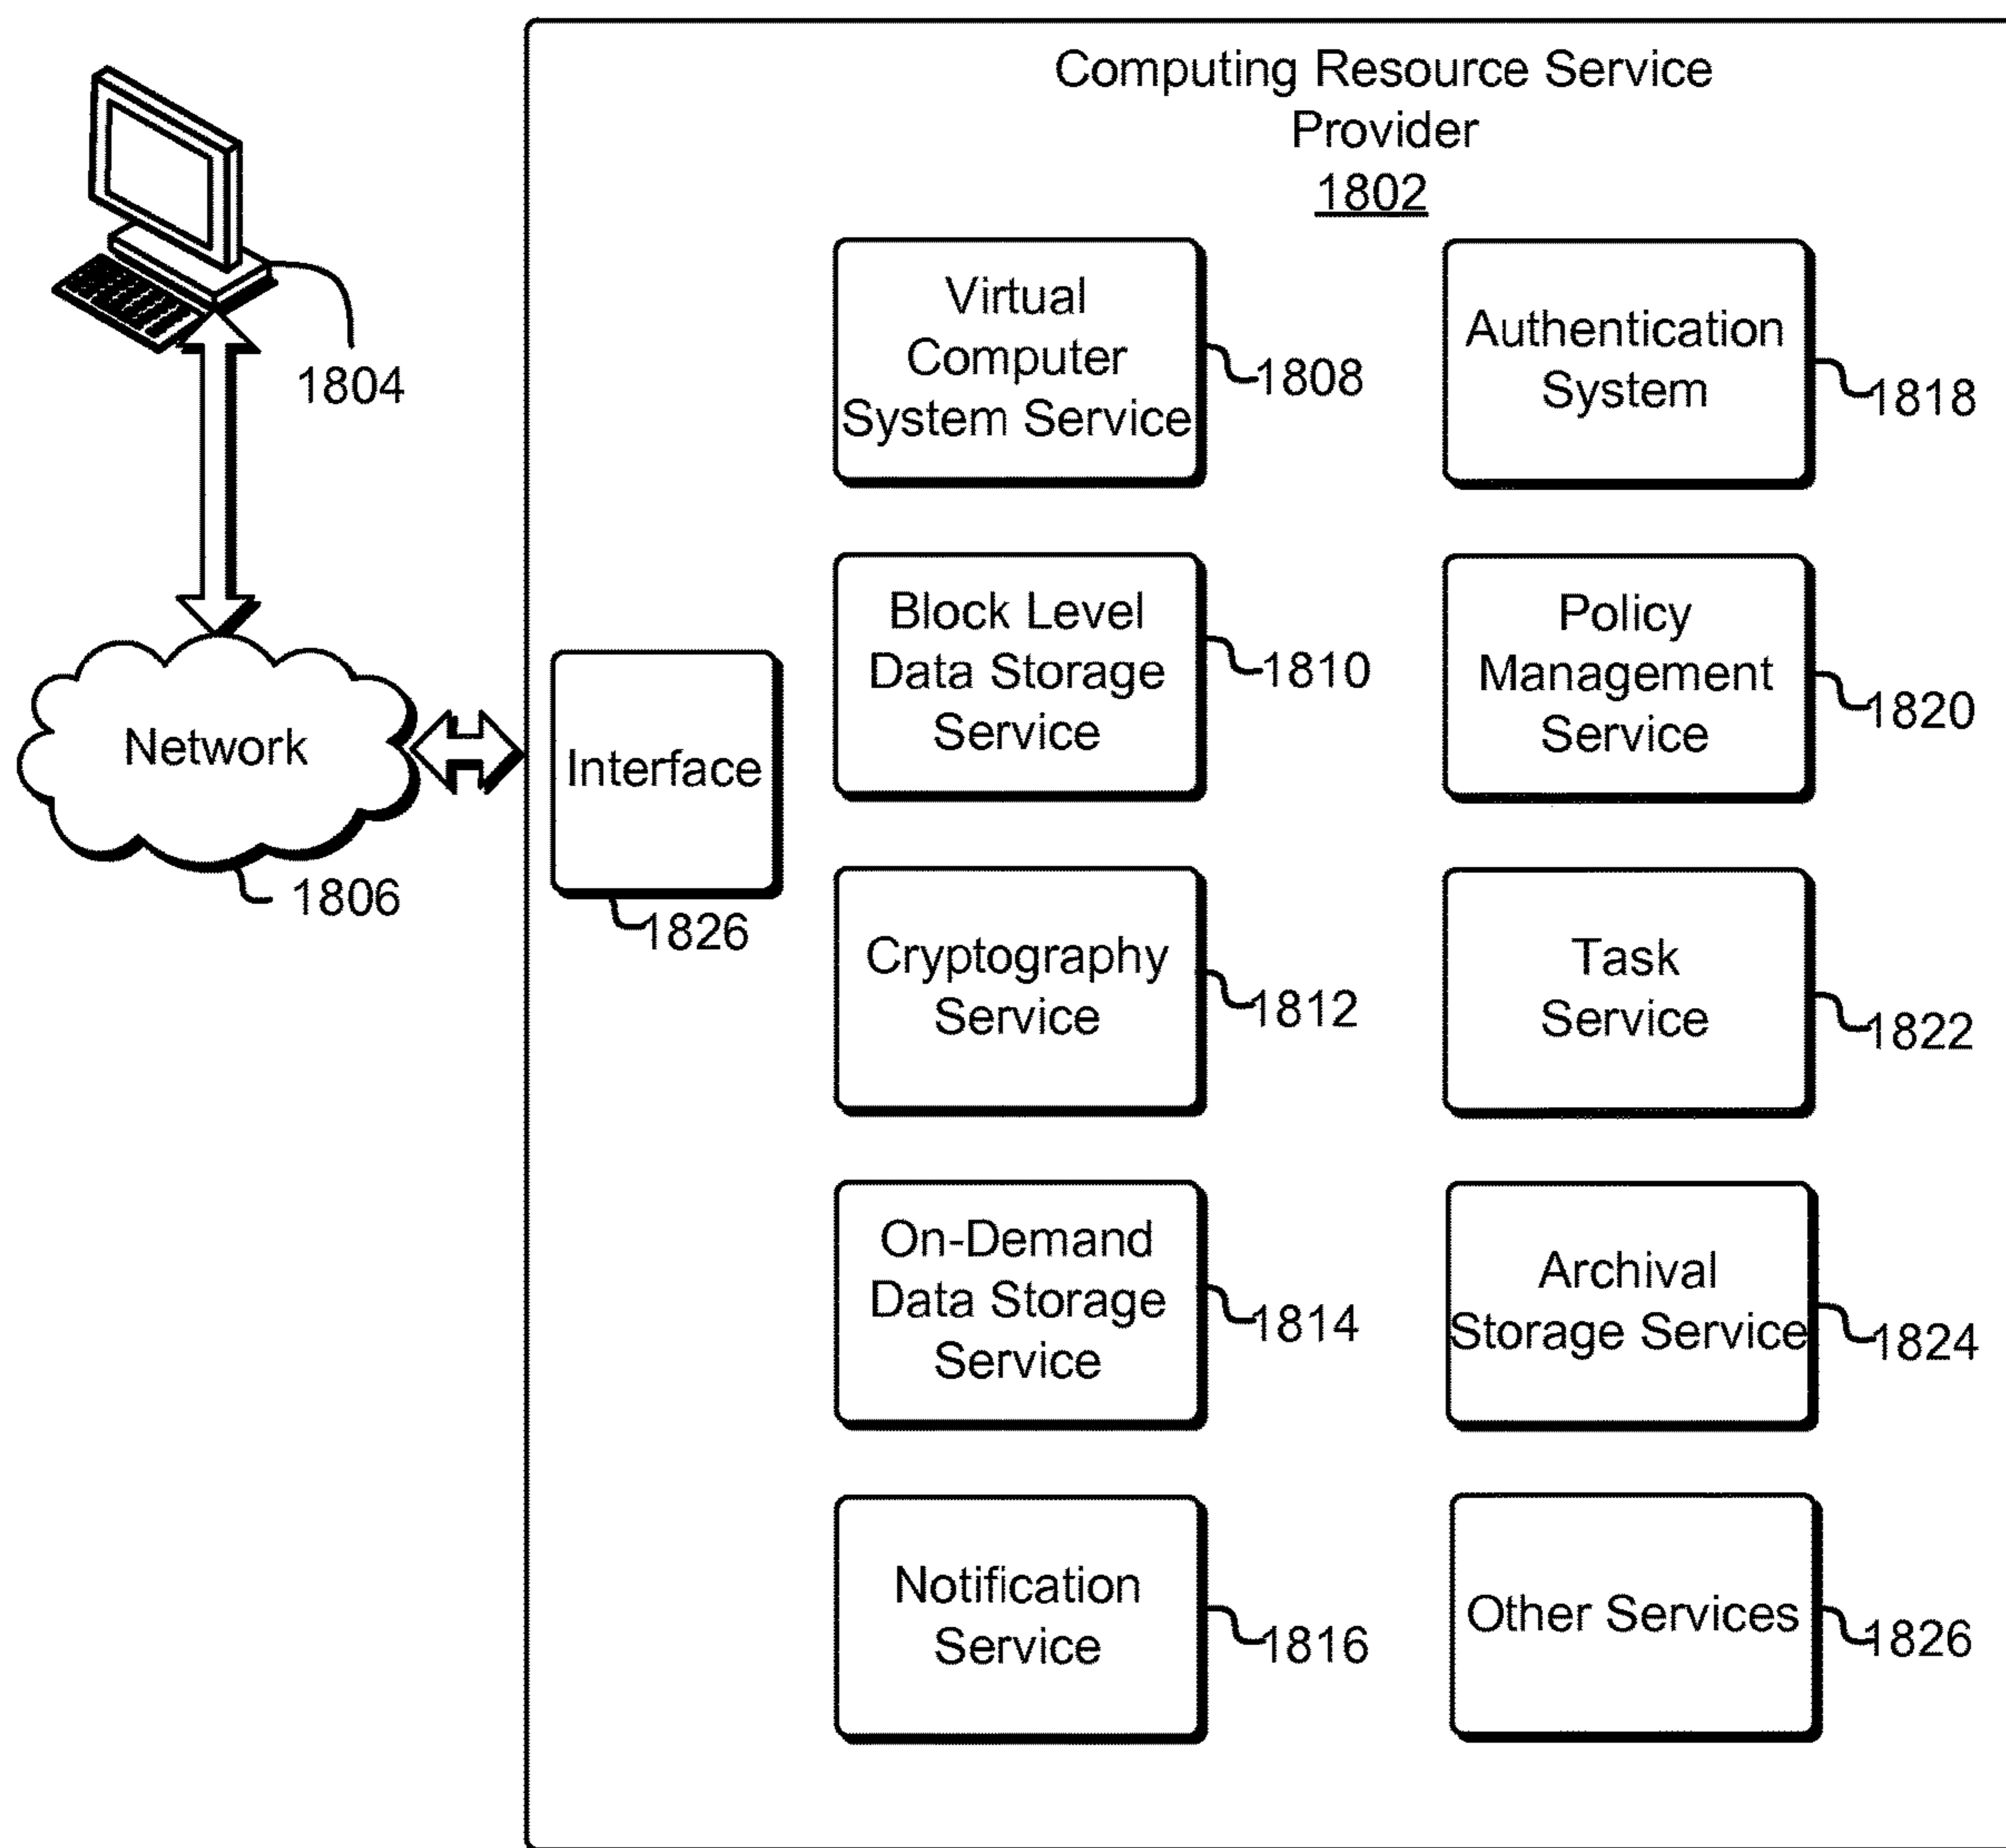 Computing Resource Service
Provider
1802
1804
Network
1806
Interface
1826
Virtual
Computer
System Service
1808
Authentication
System
1818
Block Level
Data Storage
Service
1810
Policy
Management
Service
1820
Cryptography
Service
1812
Task
Service
1822
On-Demand
Data Storage
Service
1814
Archival
Storage Service
1824
Notification
Service
1816
Other Services
1826